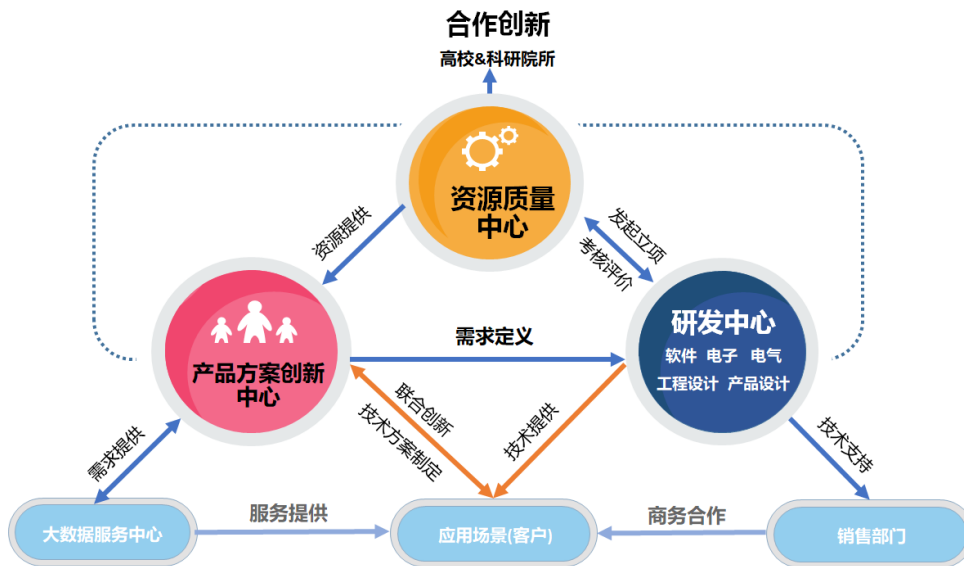 合作创新
高校&科研院所
资源质量
中心
资源提供
发起立项
考核评价
产品方案创新
中心
需求定义
研发中心
软件 电子 电气
工程设计 产品设计
需求提供
联合创新
技术方案制定
技术提供
技术支持
大数据服务中心
服务提供
应用场景(客户)
商务合作
销售部门